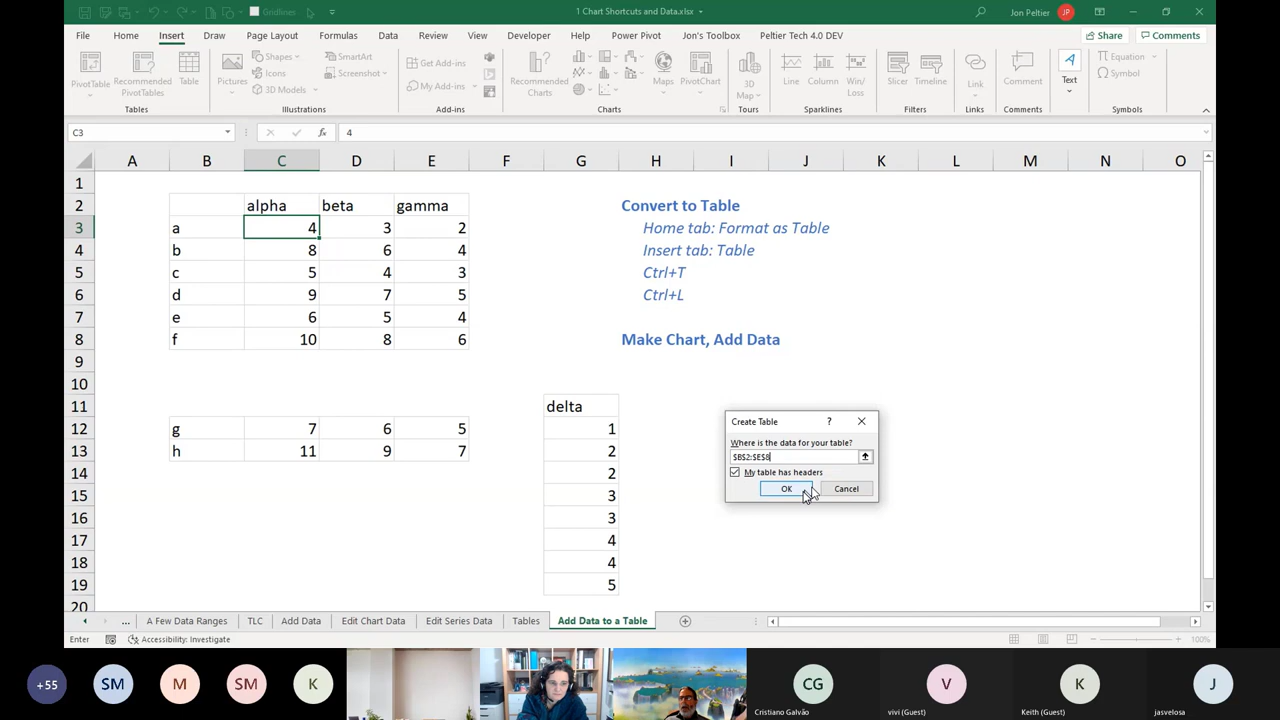 Gridlines
1 Chart Shortcuts and Data.xlsx
Jon Peltier
JP
File Home Insert Draw Page Layout Formulas Data Review View Developer Help Power Pivot Jon's Toolbox Peltier Tech 4.0 DEV
Share
Comments
PivotTable
Recommended PivotTables
Table
Tables
Pictures
Shapes
Icons
3D Models
SmartArt
Screenshot
Illustrations
Get Add-ins
My Add-ins
Add-ins
Recommended Charts
Maps
PivotChart
Charts
3D Map
Tours
Line
Column
Win/Loss
Sparklines
Slicer
Timeline
Filters
Link
Links
Comment
Comments
Text
Equation
Symbol
Symbols
C3
fx
4
A B C D E F G H I J K L M N O
1
2 alpha beta gamma Convert to Table
3 a 4 3 2 Home tab: Format as Table
4 b 8 6 4 Insert tab: Table
5 c 5 4 3 Ctrl+T
6 d 9 7 5 Ctrl+L
7 e 6 5 4
8 f 10 8 6 Make Chart, Add Data
9
10
11 delta
12 g 7 6 5 1
13 h 11 9 7 2
14 2
15 3
16 3
17 4
18 4
19 5
20
Create Table
?
Where is the data for your table?
$B$2:$E$8
My table has headers
OK
Cancel
... A Few Data Ranges TLC Add Data Edit Chart Data Edit Series Data Tables Add Data to a Table
Enter
Accessibility: Investigate
100%
+55
SM
M
SM
K
CG
Cristiano Galvão
V
vivi (Guest)
K
Keith (Guest)
J
jasvelosa